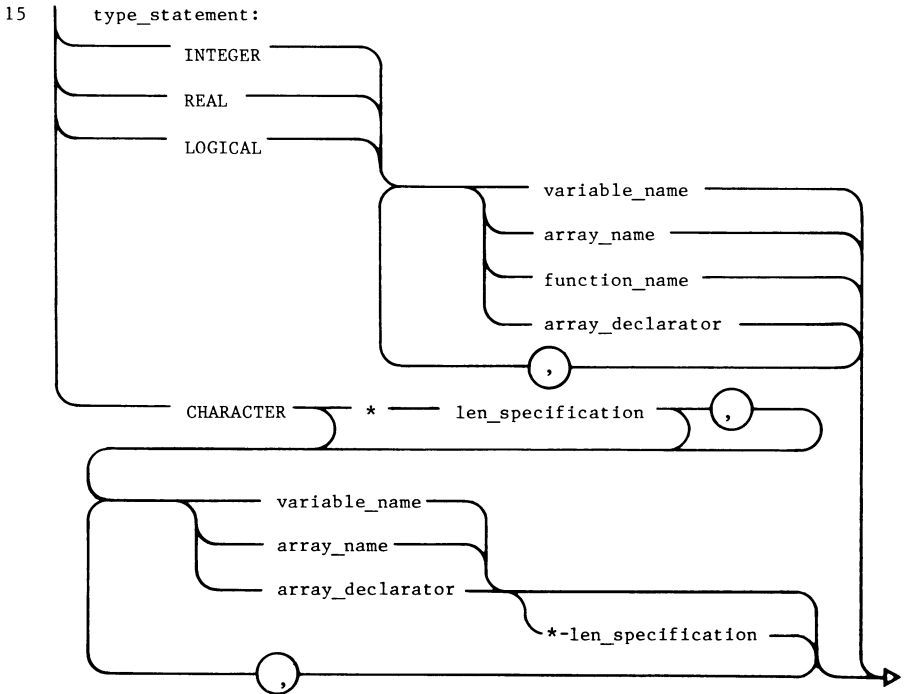 15 type_statement:
INTEGER
REAL
LOGICAL
variable_name
array_name
function_name
array_declarator
,
CHARACTER * len_specification ,
variable_name
array_name
array_declarator
*-len_specification
,